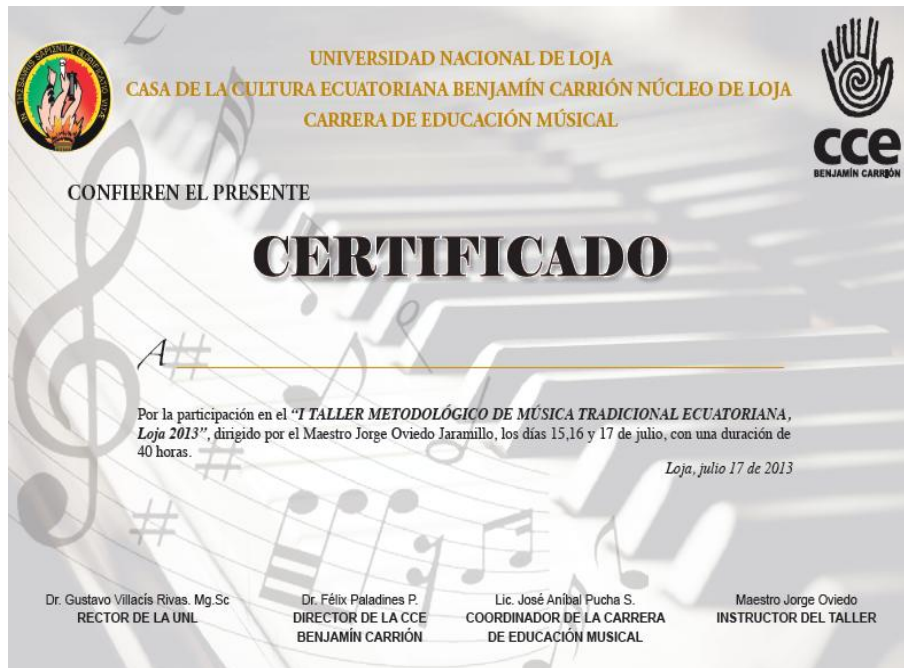 IN THESAURIS SAPIENTIAE GLORIFICATIO VITAE
UNIVERSIDAD NACIONAL DE LOJA
CASA DE LA CULTURA ECUATORIANA BENJAMÍN CARRIÓN NÚCLEO DE LOJA
CARRERA DE EDUCACIÓN MÚSICAL
cce
BENJAMÍN CARRIÓN
CONFIEREN EL PRESENTE
CERTIFICADO
A
Por la participación en el “I TALLER METODOLÓGICO DE MÚSICA TRADICIONAL ECUATORIANA,
Loja 2013”, dirigido por el Maestro Jorge Oviedo Jaramillo, los días 15,16 y 17 de julio, con una duración de
40 horas.
Loja, julio 17 de 2013
Dr. Gustavo Villacís Rivas. Mg.Sc
RECTOR DE LA UNL
Dr. Félix Paladines P.
DIRECTOR DE LA CCE
BENJAMÍN CARRIÓN
Lic. José Aníbal Pucha S.
COORDINADOR DE LA CARRERA
DE EDUCACIÓN MUSICAL
Maestro Jorge Oviedo
INSTRUCTOR DEL TALLER